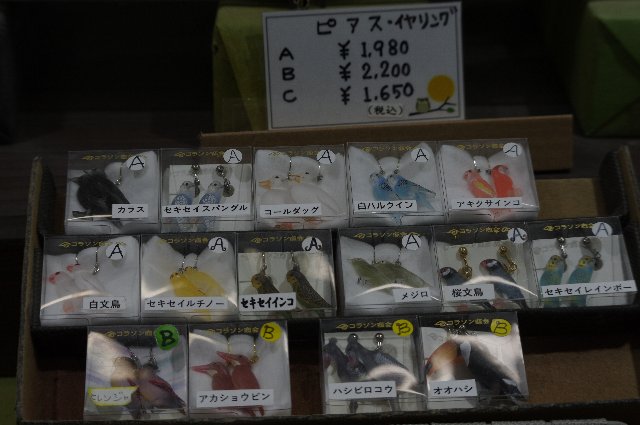 ピアス・イヤリング
A ¥1,980
B ¥2,200
C ¥1,650
(税込)
A
カラス
A
セキセイスパングル
A
コールダッグ
A
白ハルクイン
A
アキクサインコ
A
白文鳥
A
セキセイルチノー
A
セキセイインコ
A
メジロ
A
桜文鳥
A
セキセイレインボー
B
B
アカショウビン
B
ハシビロコウ
B
オオハシ